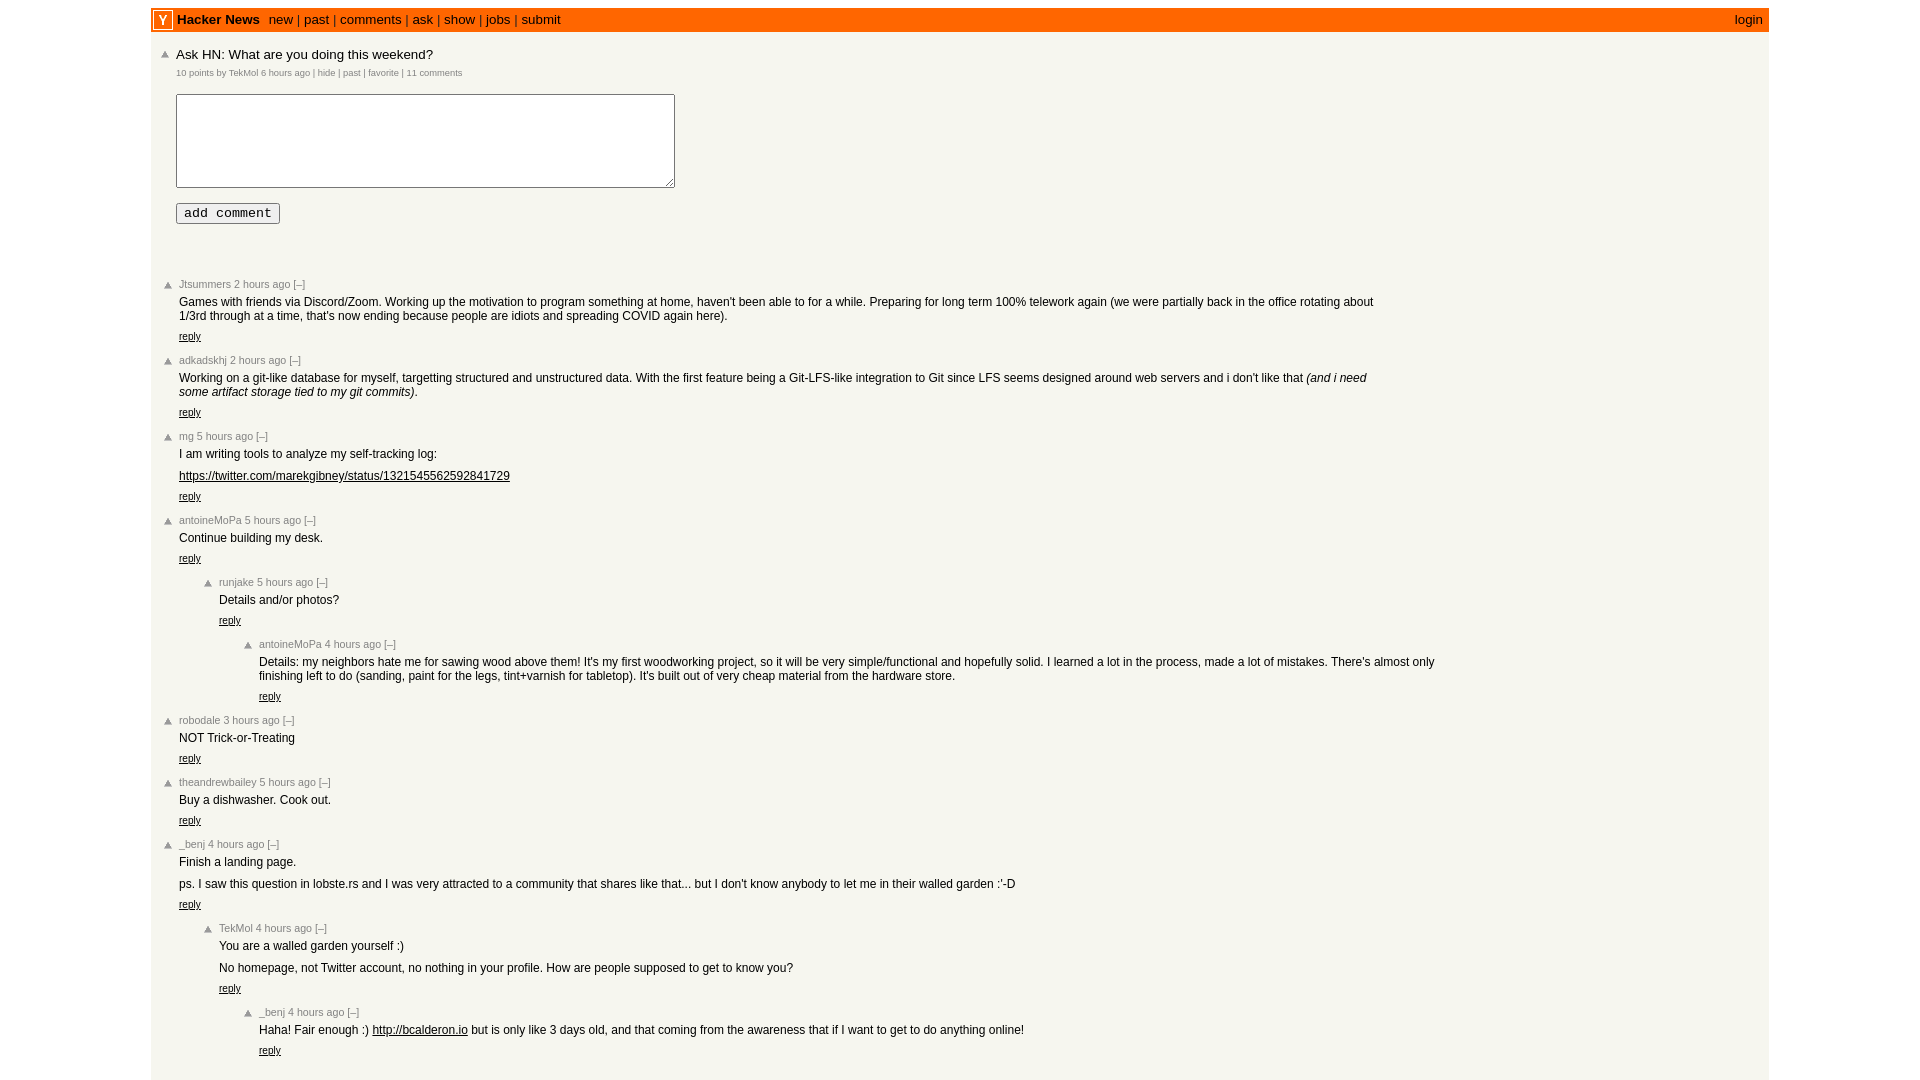 Y Hacker News new | past | comments | ask | show | jobs | submit login
Ask HN: What are you doing this weekend?
10 points by TekMol 6 hours ago | hide | past | favorite | 11 comments
add comment
Jtsummers 2 hours ago [–]
Games with friends via Discord/Zoom. Working up the motivation to program something at home, haven't been able to for a while. Preparing for long term 100% telework again (we were partially back in the office rotating about
1/3rd through at a time, that's now ending because people are idiots and spreading COVID again here).
reply
adkadskhj 2 hours ago [–]
Working on a git-like database for myself, targetting structured and unstructured data. With the first feature being a Git-LFS-like integration to Git since LFS seems designed around web servers and i don't like that (and i need
some artifact storage tied to my git commits).
reply
mg 5 hours ago [–]
I am writing tools to analyze my self-tracking log:
https://twitter.com/marekgibney/status/1321545562592841729
reply
antoineMoPa 5 hours ago [–]
Continue building my desk.
reply
runjake 5 hours ago [–]
Details and/or photos?
reply
antoineMoPa 4 hours ago [–]
Details: my neighbors hate me for sawing wood above them! It's my first woodworking project, so it will be very simple/functional and hopefully solid. I learned a lot in the process, made a lot of mistakes. There's almost only
finishing left to do (sanding, paint for the legs, tint+varnish for tabletop). It's built out of very cheap material from the hardware store.
reply
robodale 3 hours ago [–]
NOT Trick-or-Treating
reply
theandrewbailey 5 hours ago [–]
Buy a dishwasher. Cook out.
reply
_benj 4 hours ago [–]
Finish a landing page.
ps. I saw this question in lobste.rs and I was very attracted to a community that shares like that... but I don't know anybody to let me in their walled garden :'-D
reply
TekMol 4 hours ago [–]
You are a walled garden yourself :)
No homepage, not Twitter account, no nothing in your profile. How are people supposed to get to know you?
reply
_benj 4 hours ago [–]
Haha! Fair enough :) http://bcalderon.io but is only like 3 days old, and that coming from the awareness that if I want to get to do anything online!
reply